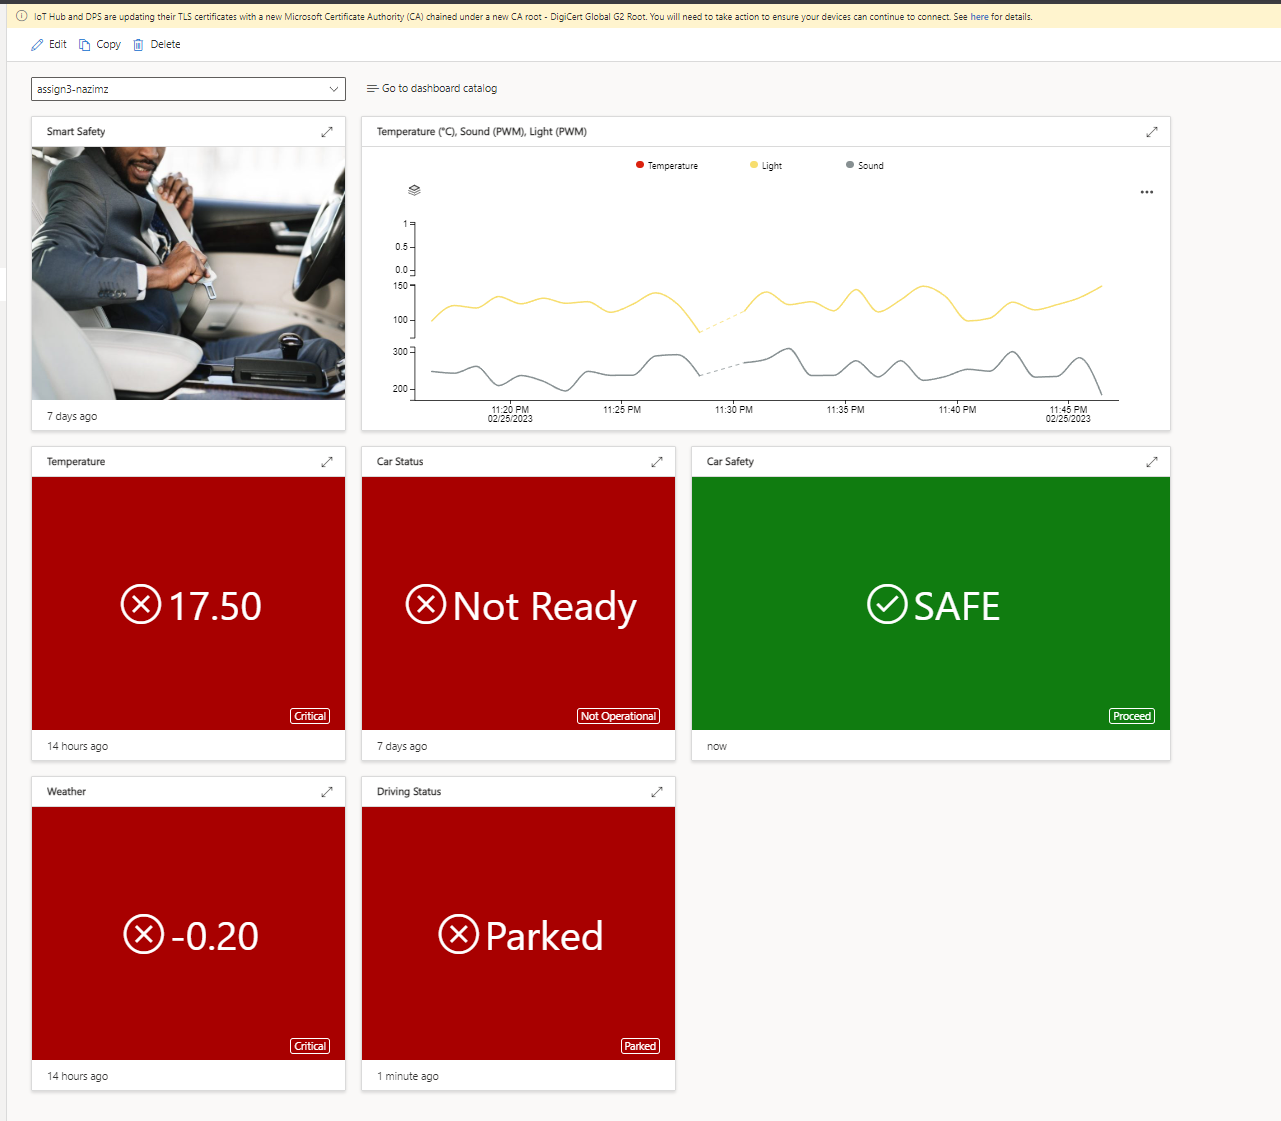 IoT Hub and DPS are updating their TLS certificates with a new Microsoft Certificate Authority (CA) chained under a new CA root - DigiCert Global G2 Root. You will need to take action to ensure your devices can continue to connect. See here for details.
Edit Copy Delete
assign3-nazimz
Go to dashboard catalog
Smart Safety
7 days ago
Temperature (°C), Sound (PWM), Light (PWM)
Temperature Light Sound
1
0.5
0.0
150
100
300
200
11:20 PM 11:25 PM 11:30 PM 11:35 PM 11:40 PM 11:45 PM
02/25/2023 02/25/2023
Temperature
17.50
Critical
14 hours ago
Car Status
Not Ready
Not Operational
7 days ago
Car Safety
SAFE
Proceed
now
Weather
-0.20
Critical
14 hours ago
Driving Status
Parked
Parked
1 minute ago